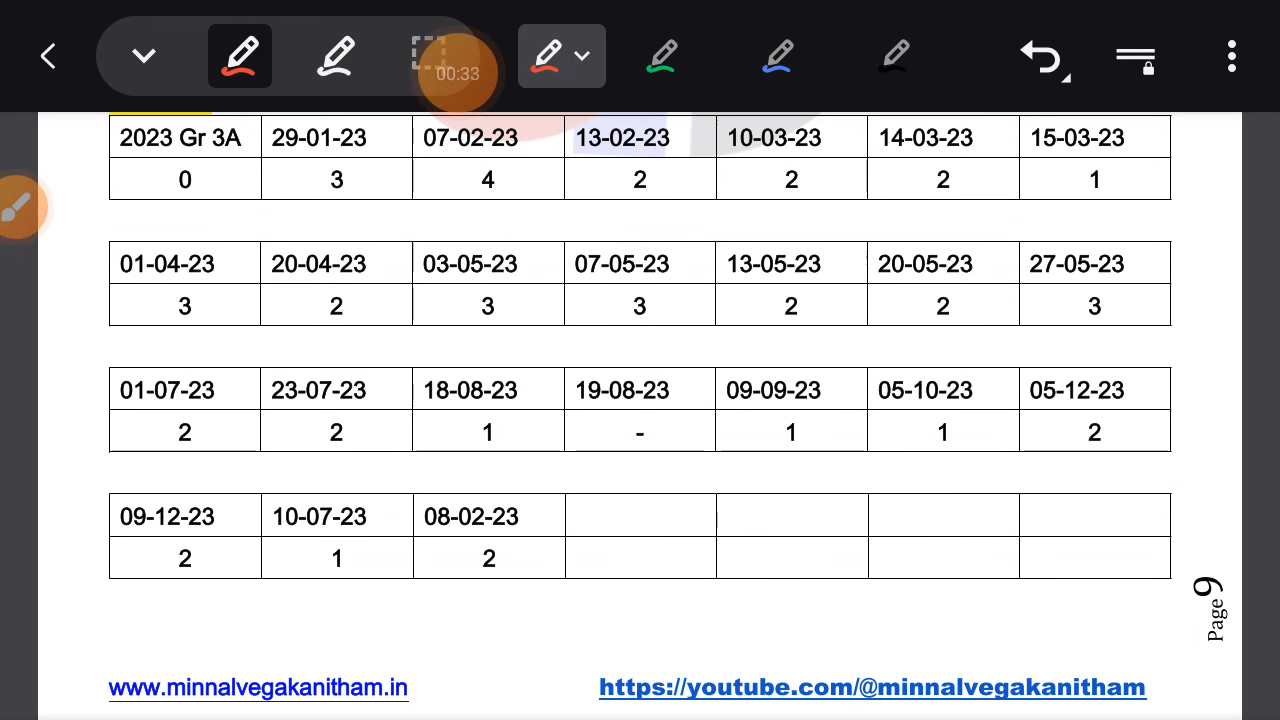 00:33
2023 Gr 3A 29-01-23 07-02-23 13-02-23 10-03-23 14-03-23 15-03-23
0 3 4 2 2 2 1
01-04-23 20-04-23 03-05-23 07-05-23 13-05-23 20-05-23 27-05-23
3 2 3 3 2 2 3
01-07-23 23-07-23 18-08-23 19-08-23 09-09-23 05-10-23 05-12-23
2 2 1 - 1 1 2
09-12-23 10-07-23 08-02-23
2 1 2
Page 9
www.minnalvegakanitham.in https://youtube.com/@minnalvegakanitham